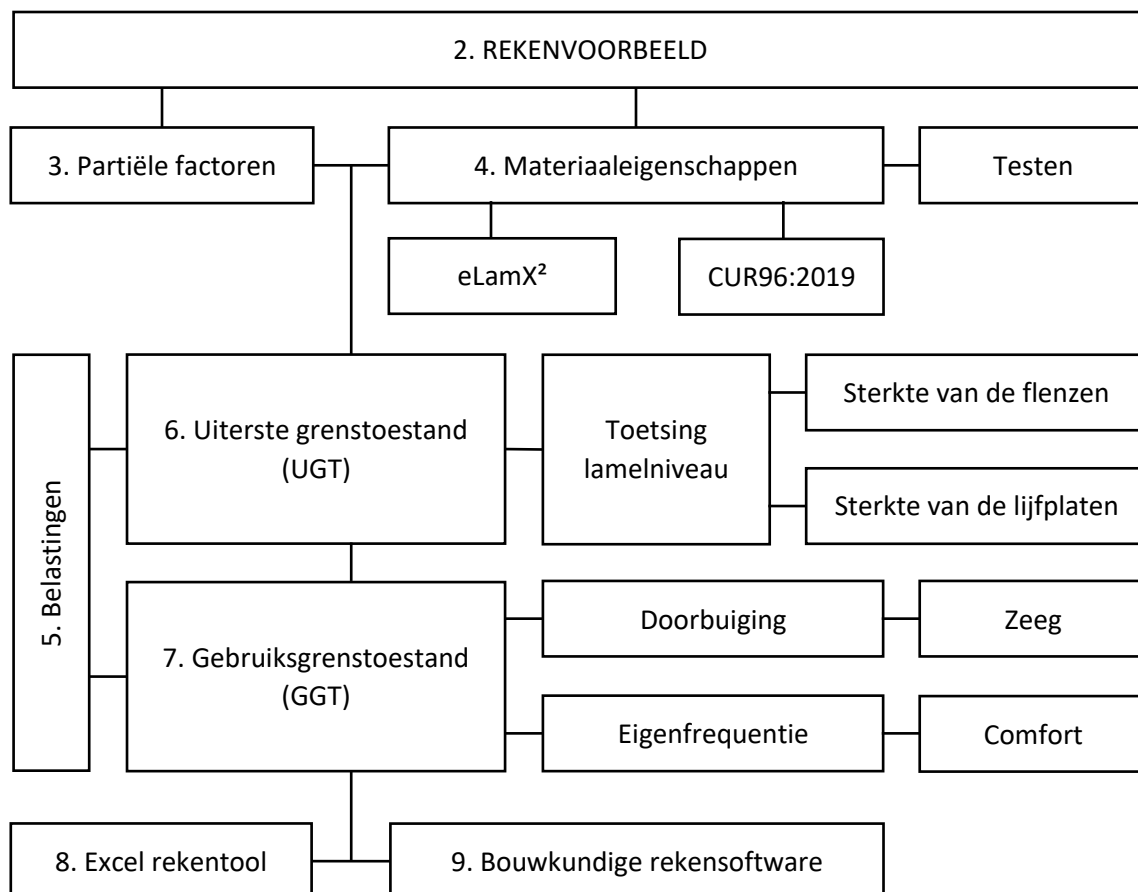 2. REKENVOORBEELD
3. Partiële factoren
4. Materiaaleigenschappen
Testen
eLamX²
CUR96:2019
5. Belastingen
6. Uiterste grenstoestand
(UGT)
Toetsing
lamelniveau
Sterkte van de flenzen
Sterkte van de lijfplaten
7. Gebruiksgrenstoestand
(GGT)
Doorbuiging
Zeeg
Eigenfrequentie
Comfort
8. Excel rekentool
9. Bouwkundige rekensoftware